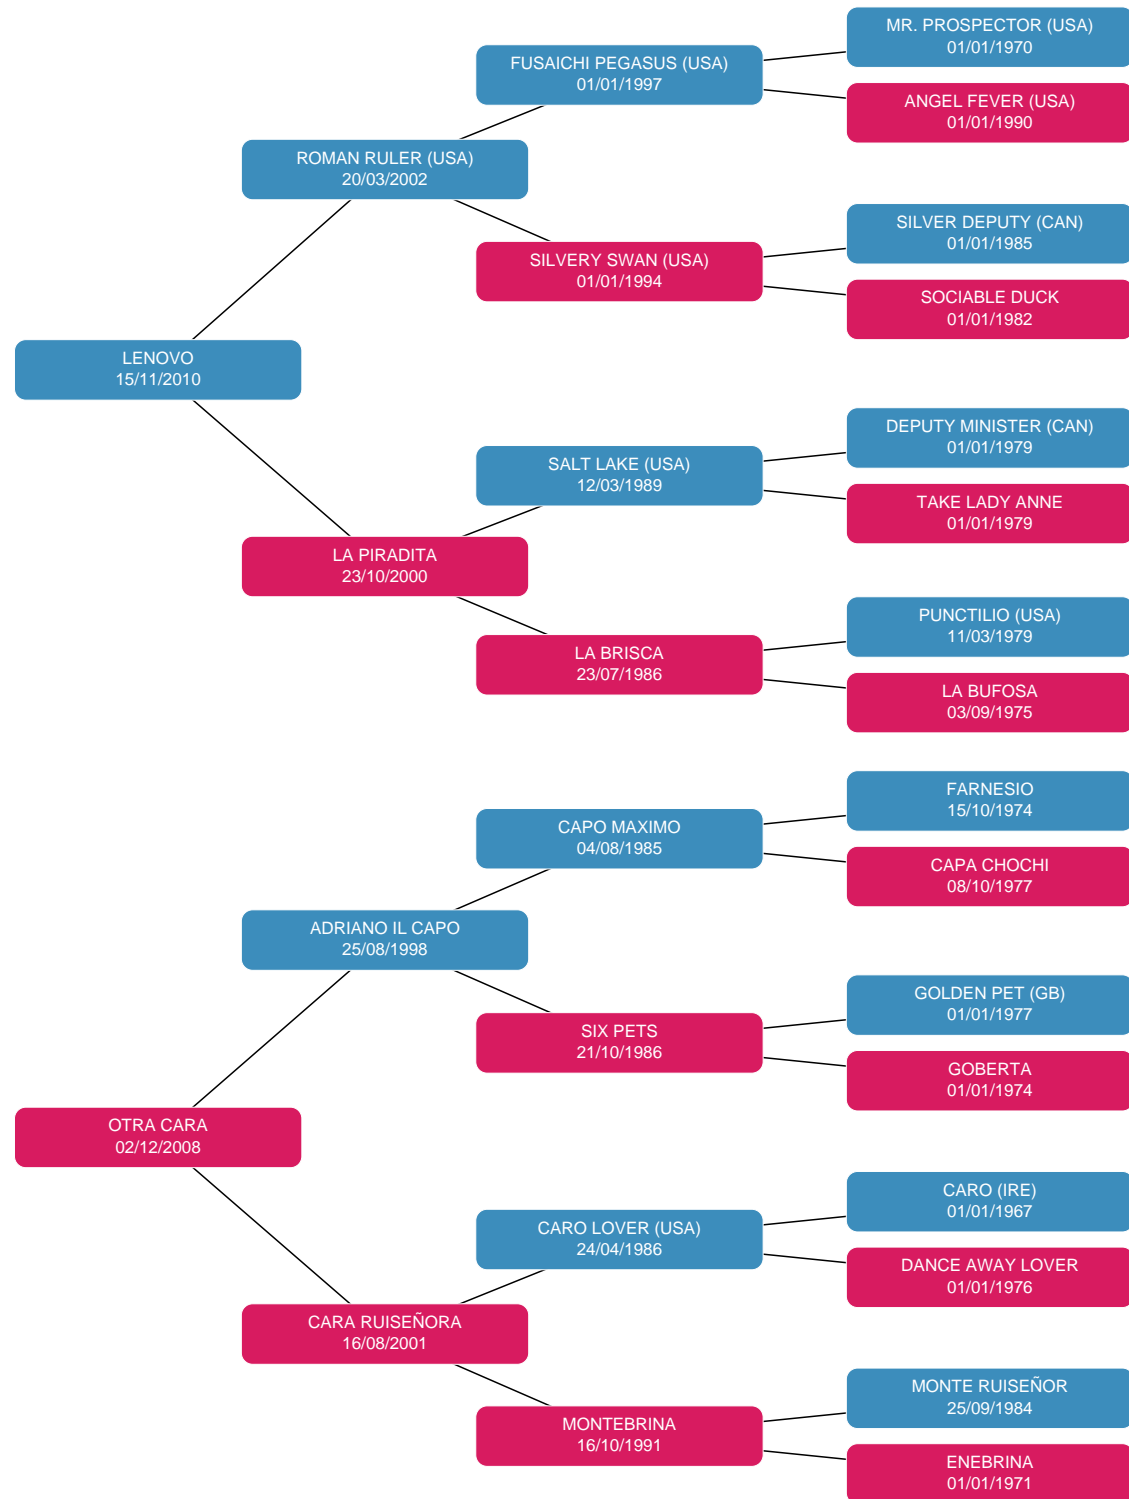 MR. PROSPECTOR (USA)
01/01/1970
FUSAICHI PEGASUS (USA)
01/01/1997
ANGEL FEVER (USA)
01/01/1990
ROMAN RULER (USA)
20/03/2002
SILVER DEPUTY (CAN)
01/01/1985
SILVERY SWAN (USA)
01/01/1994
SOCIABLE DUCK
01/01/1982
LENOVO
15/11/2010
DEPUTY MINISTER (CAN)
01/01/1979
SALT LAKE (USA)
12/03/1989
TAKE LADY ANNE
01/01/1979
LA PIRADITA
23/10/2000
PUNCTILIO (USA)
11/03/1979
LA BRISCA
23/07/1986
LA BUFOSA
03/09/1975
FARNESIO
15/10/1974
CAPO MAXIMO
04/08/1985
CAPA CHOCHI
08/10/1977
ADRIANO IL CAPO
25/08/1998
GOLDEN PET (GB)
01/01/1977
SIX PETS
21/10/1986
GOBERTA
01/01/1974
OTRA CARA
02/12/2008
CARO (IRE)
01/01/1967
CARO LOVER (USA)
24/04/1986
DANCE AWAY LOVER
01/01/1976
CARA RUISEÑORA
16/08/2001
MONTE RUISEÑOR
25/09/1984
MONTEBRINA
16/10/1991
ENEBRINA
01/01/1971